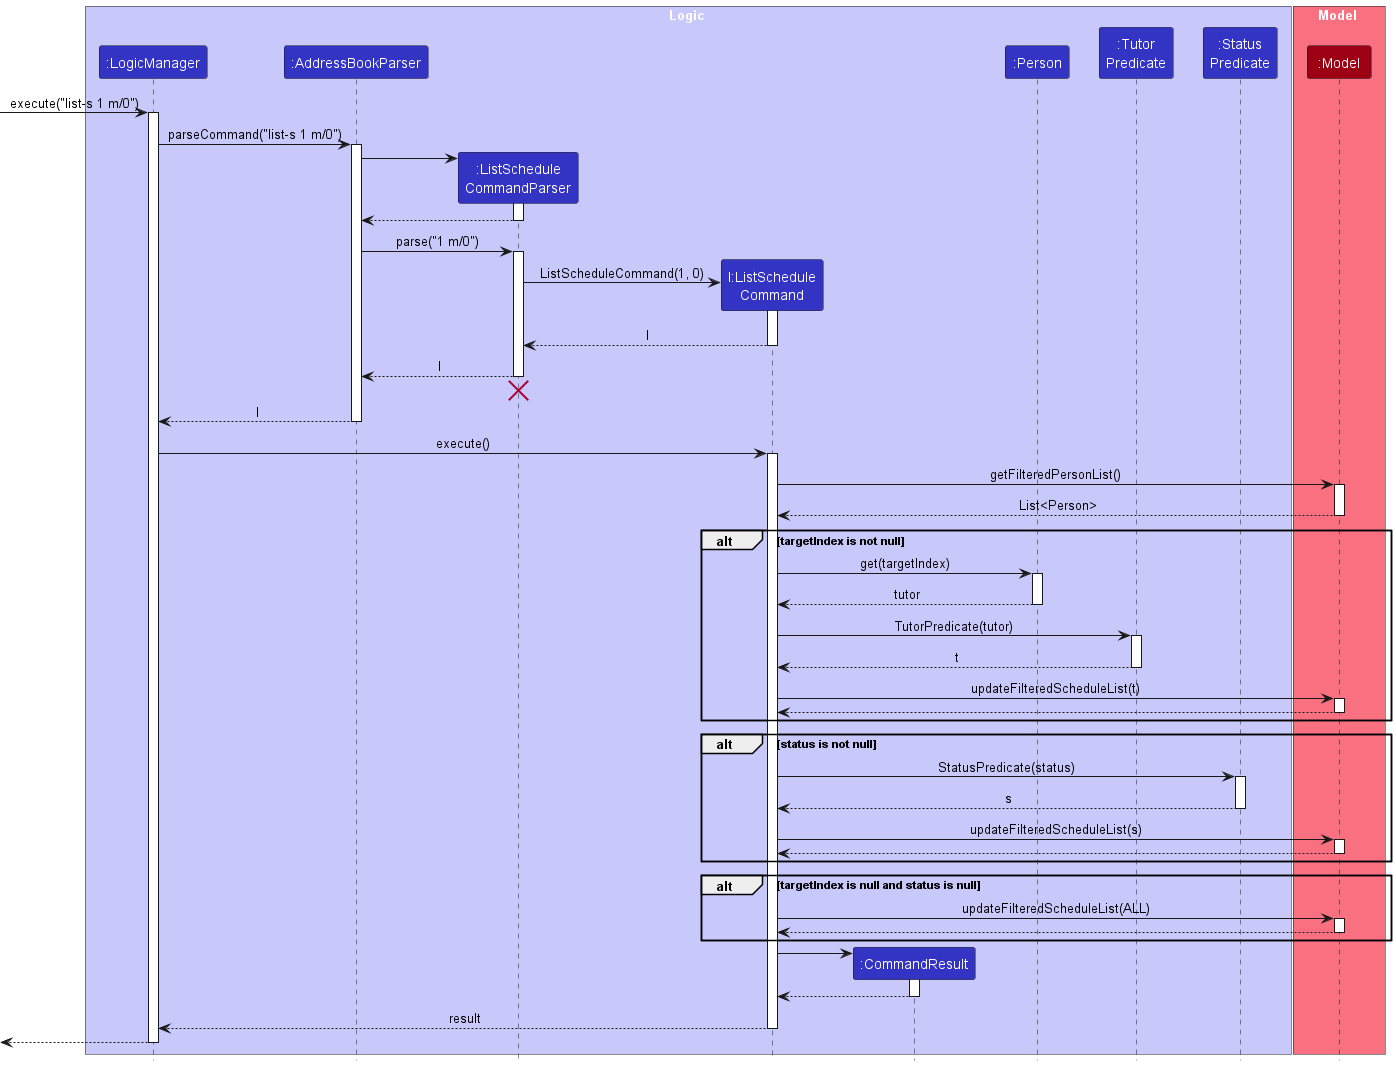 Logic
Model
:LogicManager
:AddressBookParser
:Person
:Tutor
Predicate
:Status
Predicate
:Model
execute("list-s 1 m/0")
parseCommand("list-s 1 m/0")
:ListSchedule
CommandParser
parse("1 m/0")
ListScheduleCommand(1, 0)
l:ListSchedule
Command
l
l
l
execute()
getFilteredPersonList()
List<Person>
alt
[targetIndex is not null]
get(targetIndex)
tutor
TutorPredicate(tutor)
t
updateFilteredScheduleList(t)
alt
[status is not null]
StatusPredicate(status)
s
updateFilteredScheduleList(s)
alt
[targetIndex is null and status is null]
updateFilteredScheduleList(ALL)
:CommandResult
result